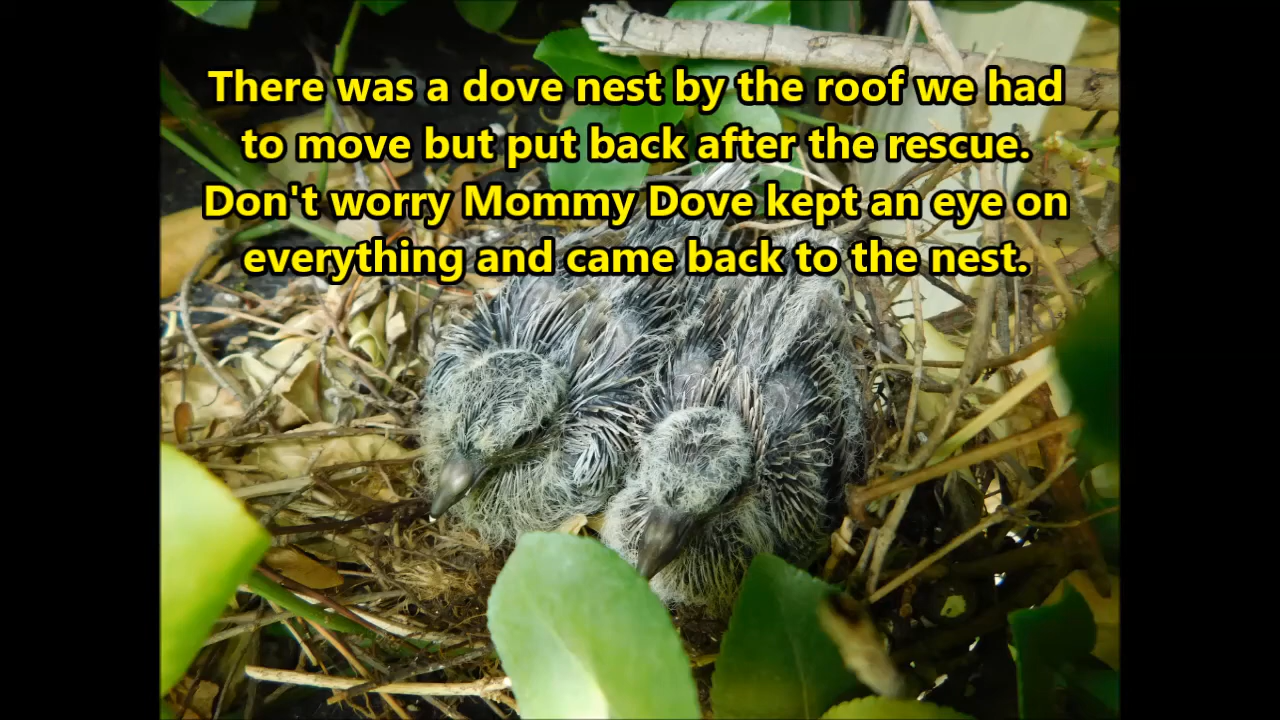 There was a dove nest by the roof we had
to move but put back after the rescue.
Don't worry Mommy Dove kept an eye on
everything and came back to the nest.